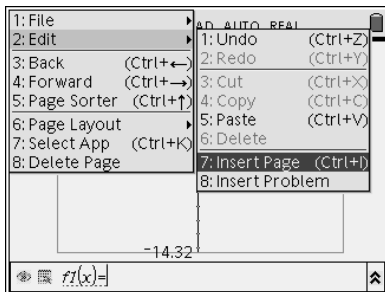 1: File
AD AUTO REAL
2: Edit
1: Undo (Ctrl+Z)
2: Redo (Ctrl+Y)
3: Back (Ctrl+←)
3: Cut (Ctrl+X)
4: Forward (Ctrl+→)
4: Copy (Ctrl+C)
5: Page Sorter (Ctrl+↑)
5: Paste (Ctrl+V)
6: Page Layout
6: Delete
7: Select App (Ctrl+K)
7: Insert Page (Ctrl+I)
8: Delete Page
8: Insert Problem
-14.32
f1(x)=